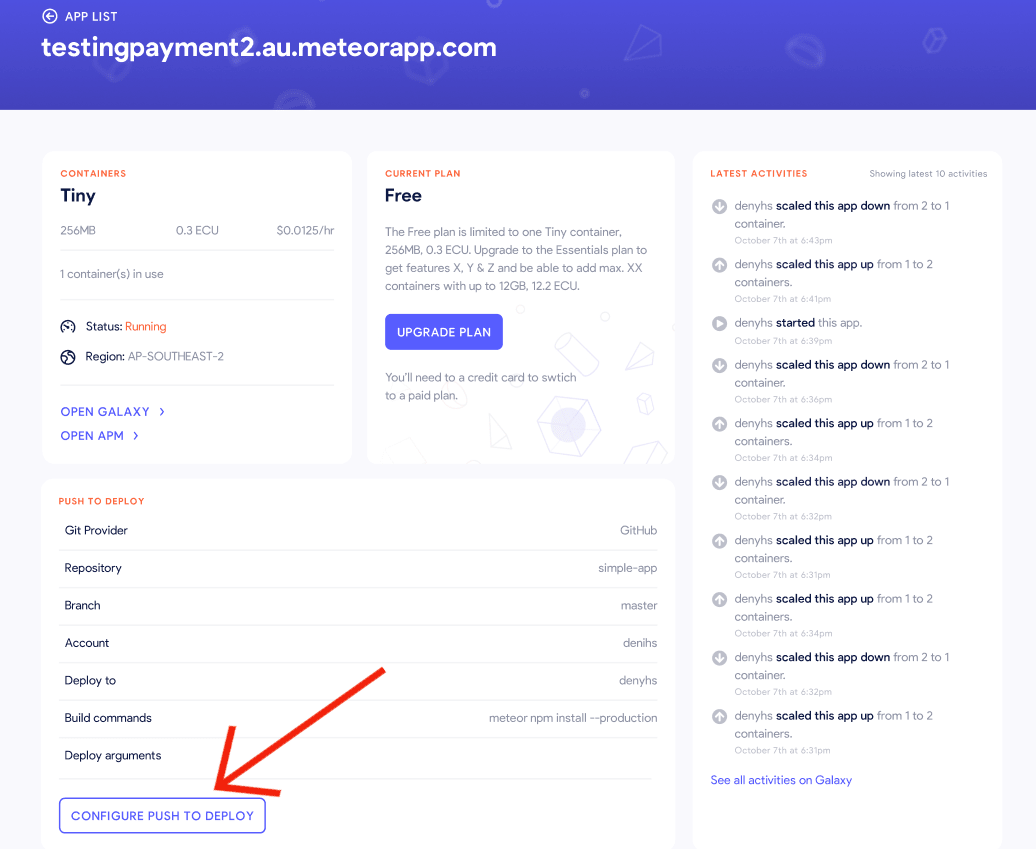 APP LIST
testingpayment2.au.meteorapp.com
CONTAINERS
Tiny
256MB 0.3 ECU $0.0125/hr
1 container(s) in use
Status: Running
Region: AP-SOUTHEAST-2
OPEN GALAXY
OPEN APM
CURRENT PLAN
Free
The Free plan is limited to one Tiny container,
256MB, 0.3 ECU. Upgrade to the Essentials plan to
get features X, Y & Z and be able to add max. XX
containers with up to 12GB, 12.2 ECU.
UPGRADE PLAN
You'll need to a credit card to swtich
to a paid plan.
PUSH TO DEPLOY
Git Provider GitHub
Repository simple-app
Branch master
Account denihs
Deploy to denyhs
Build commands meteor npm install --production
Deploy arguments
CONFIGURE PUSH TO DEPLOY
LATEST ACTIVITIES Showing latest 10 activities
denyhs scaled this app down from 2 to 1
container.
October 7th at 6:43pm
denyhs scaled this app up from 1 to 2
containers.
October 7th at 6:41pm
denyhs started this app.
October 7th at 6:39pm
denyhs scaled this app down from 2 to 1
container.
October 7th at 6:36pm
denyhs scaled this app up from 1 to 2
containers.
October 7th at 6:34pm
denyhs scaled this app down from 2 to 1
container.
October 7th at 6:32pm
denyhs scaled this app up from 1 to 2
containers.
October 7th at 6:31pm
denyhs scaled this app up from 1 to 2
containers.
October 7th at 6:34pm
denyhs scaled this app down from 2 to 1
container.
October 7th at 6:32pm
denyhs scaled this app up from 1 to 2
containers.
October 7th at 6:31pm
See all activities on Galaxy